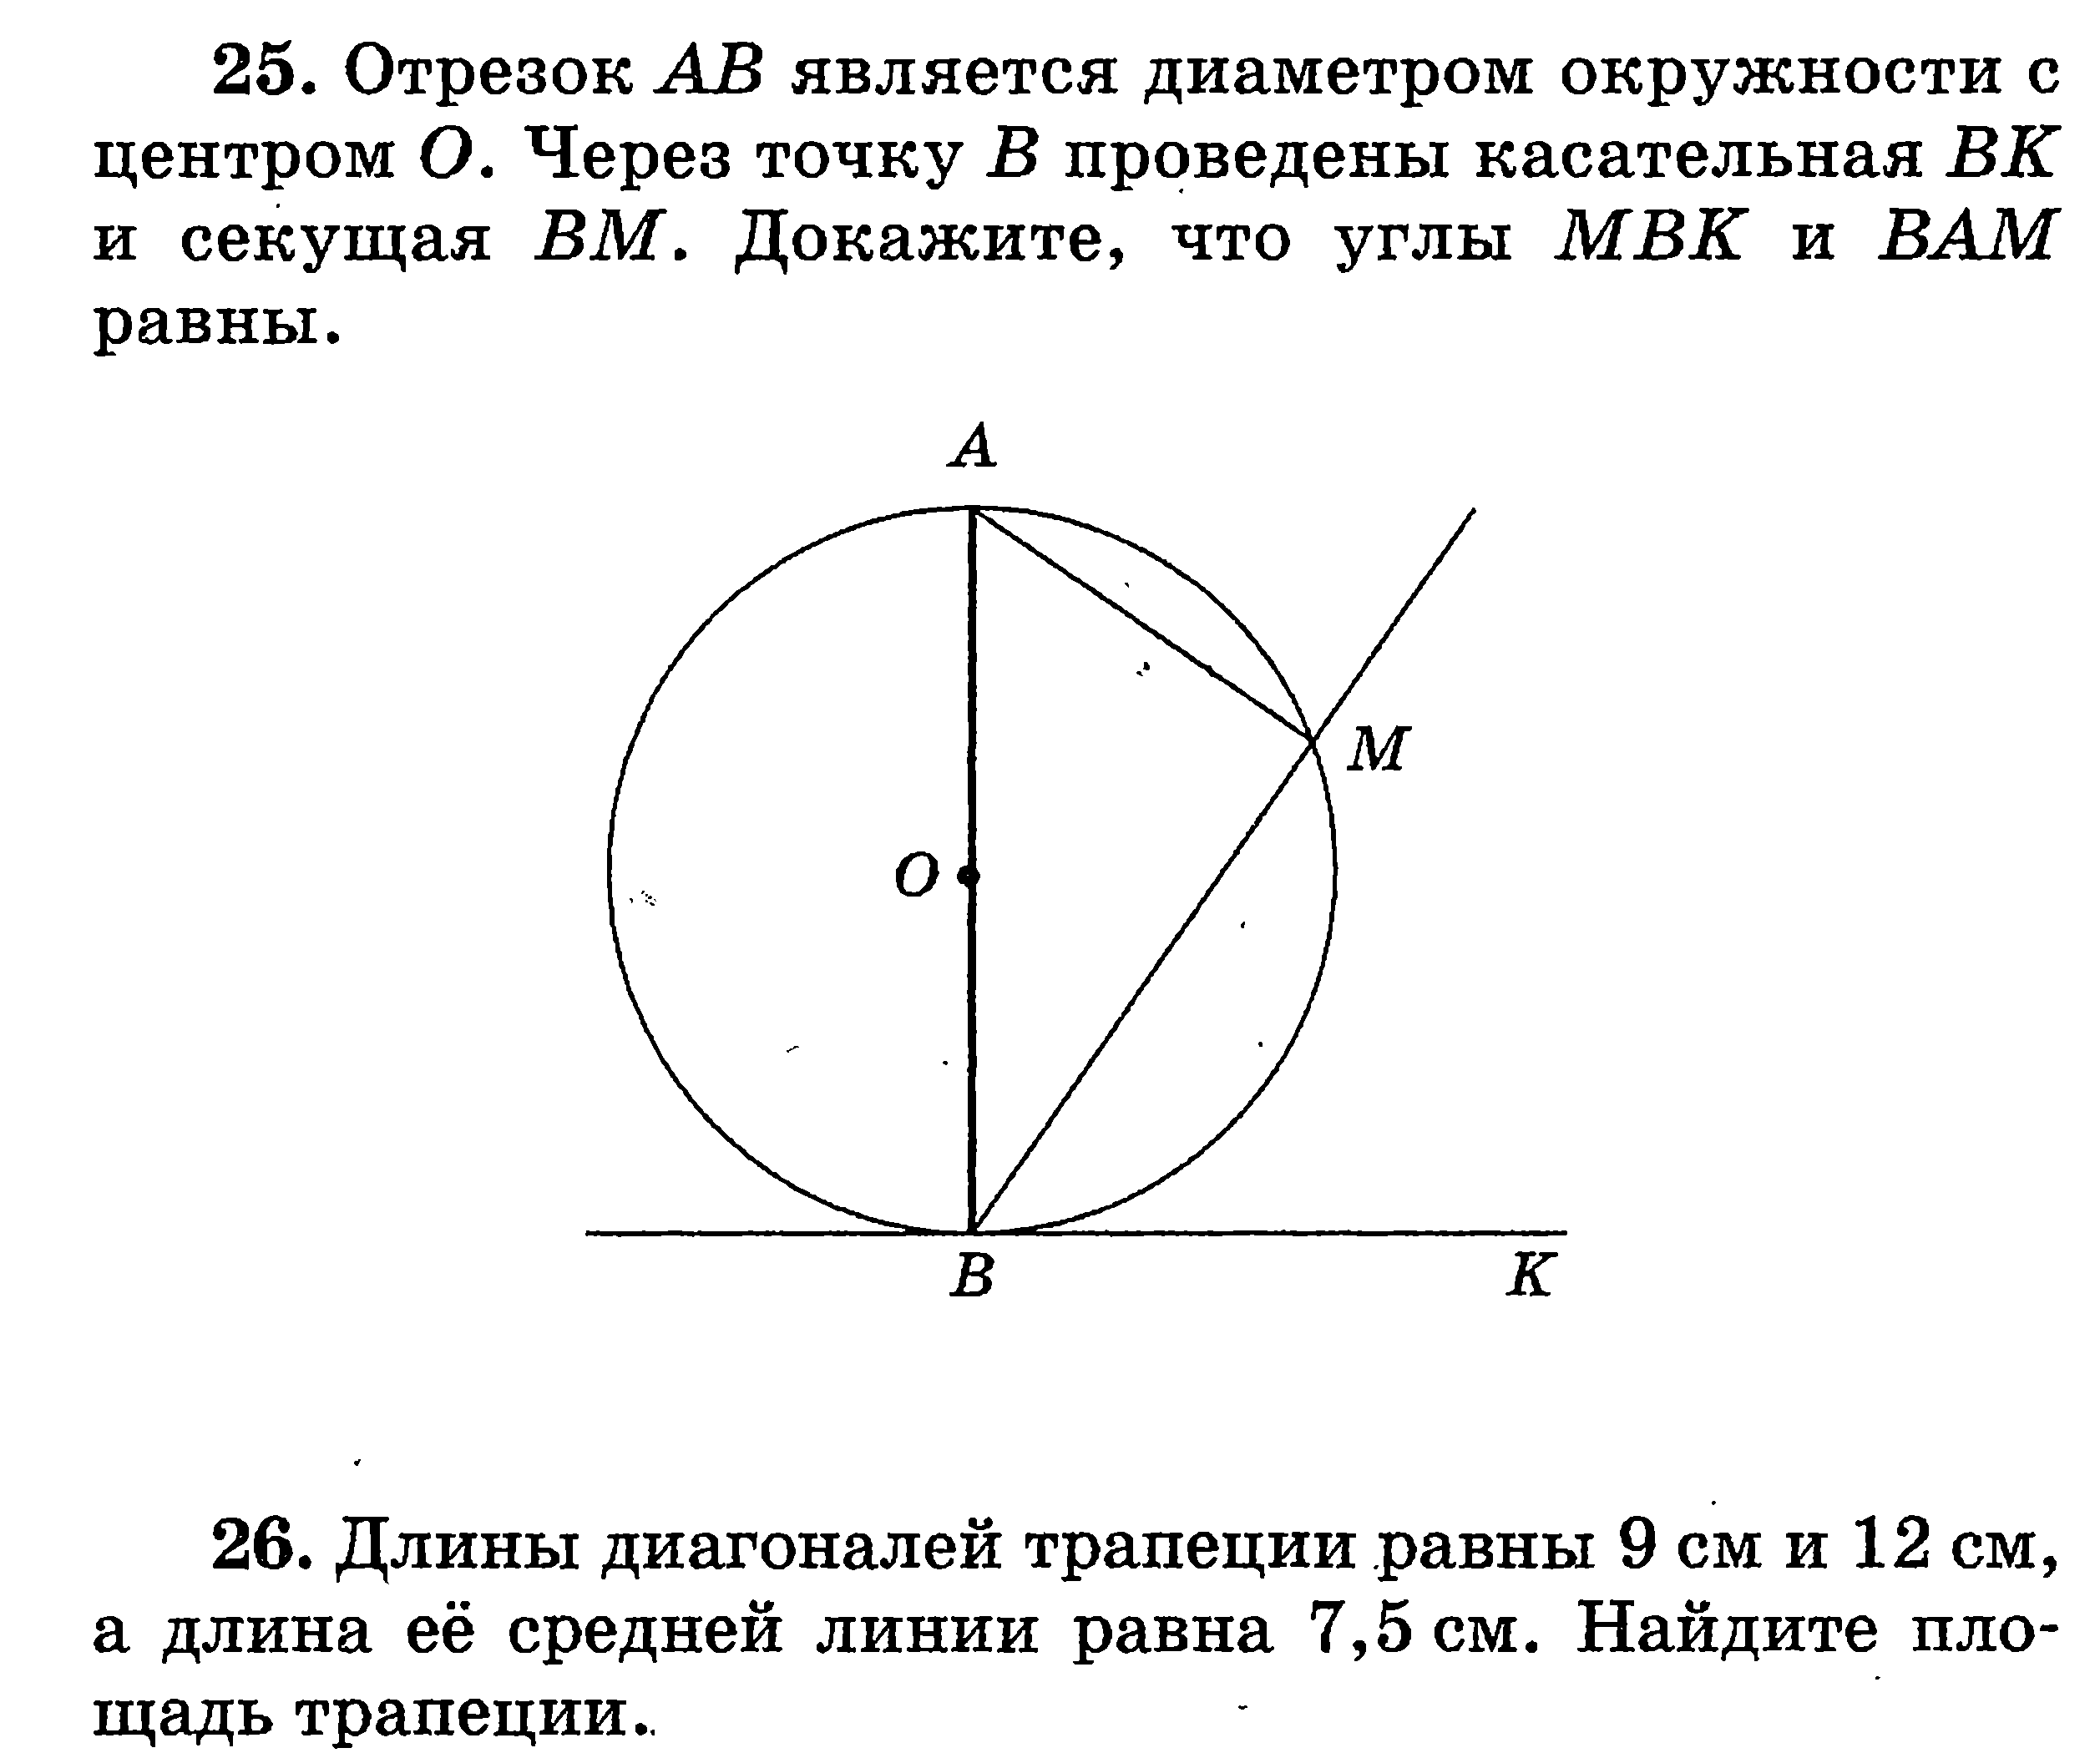 25. Отрезок AB является диаметром окружности с
центром O. Через точку B проведены касательная BK
и секущая BM. Докажите, что углы MBK и BAM
равны.
A
M
O
B
K
26. Длины диагоналей трапеции равны 9 см и 12 см,
а длина её средней линии равна 7,5 см. Найдите пло-
щадь трапеции.